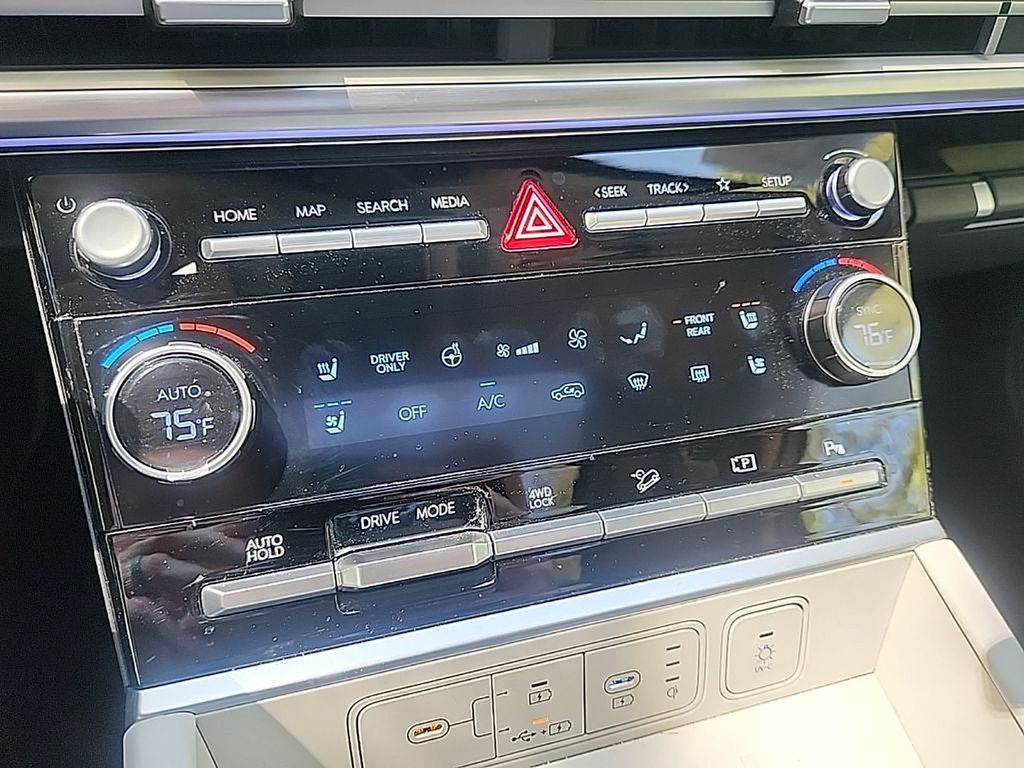 HOME MAP SEARCH MEDIA <SEEK TRACK> SETUP
AUTO
75°F
DRIVER
ONLY
FRONT
REAR
OFF
A/C
SYNC
76°F
AUTO
HOLD
DRIVE MODE
4WD
LOCK
P
P
UV-C